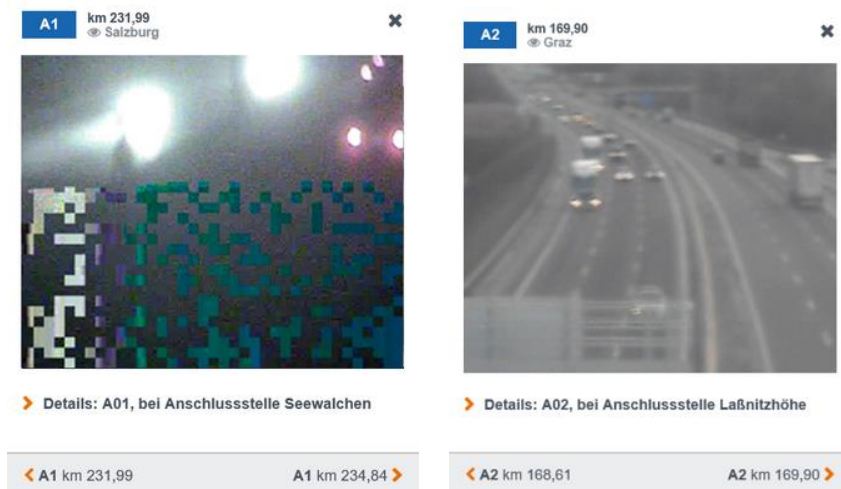 A1
km 231,99
Salzburg
Details: A01, bei Anschlussstelle Seewalchen
A1 km 231,99
A1 km 234,84
A2
km 169,90
Graz
Details: A02, bei Anschlussstelle Laßnitzhöhe
A2 km 168,61
A2 km 169,90